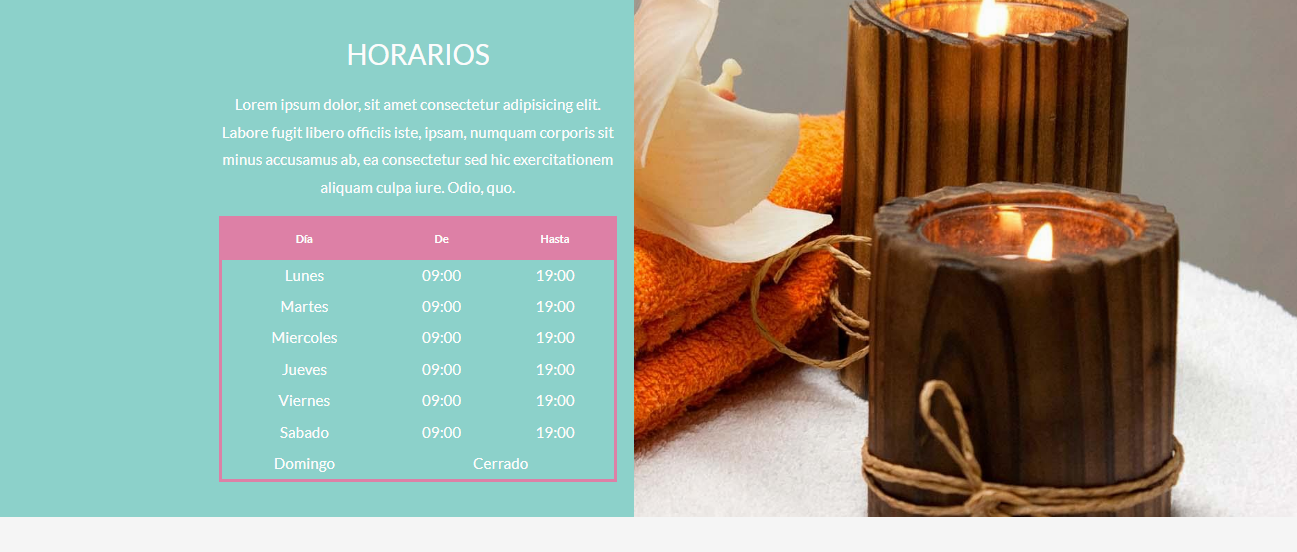 HORARIOS
Lorem ipsum dolor, sit amet consectetur adipisicing elit.
Labore fugit libero officiis iste, ipsam, numquam corporis sit
minus accusamus ab, ea consectetur sed hic exercitationem
aliquam culpa iure. Odio, quo.
Día De Hasta
Lunes 09:00 19:00
Martes 09:00 19:00
Miercoles 09:00 19:00
Jueves 09:00 19:00
Viernes 09:00 19:00
Sabado 09:00 19:00
Domingo Cerrado